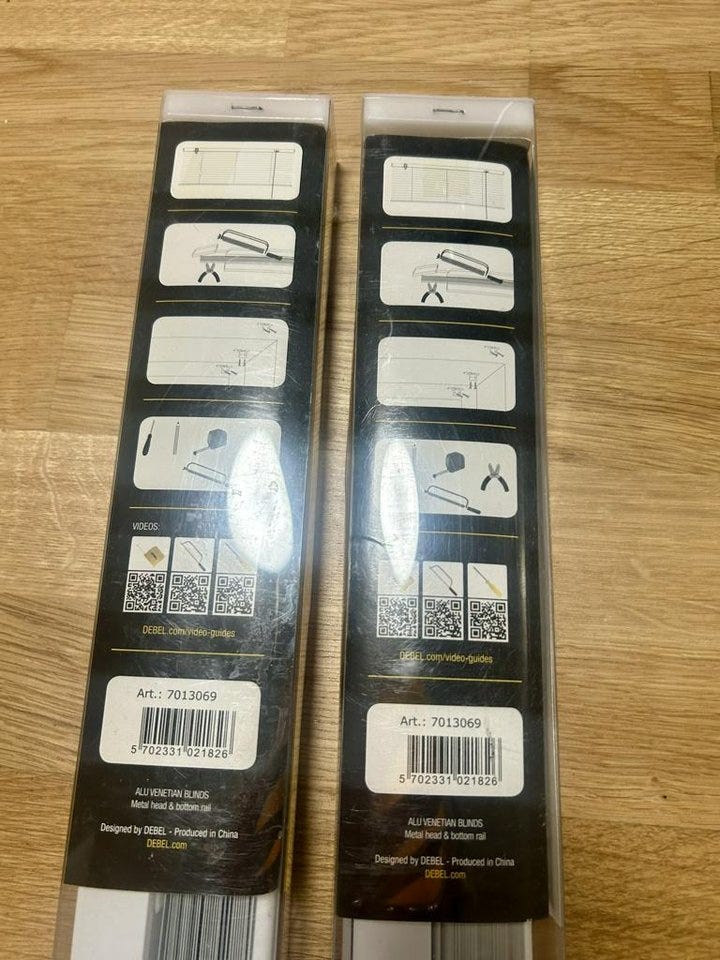 VIDEOS:
DEBEL.com/video-guides
Art.: 7013069
5 702331 021826
ALU VENETIAN BLINDS
Metal head & bottom rail
Designed by DEBEL - Produced in China
DEBEL.com
DEBEL.com/video-guides
Art.: 7013069
5 702331 021826
ALU VENETIAN BLINDS
Metal head & bottom rail
Designed by DEBEL - Produced in China
DEBEL.com